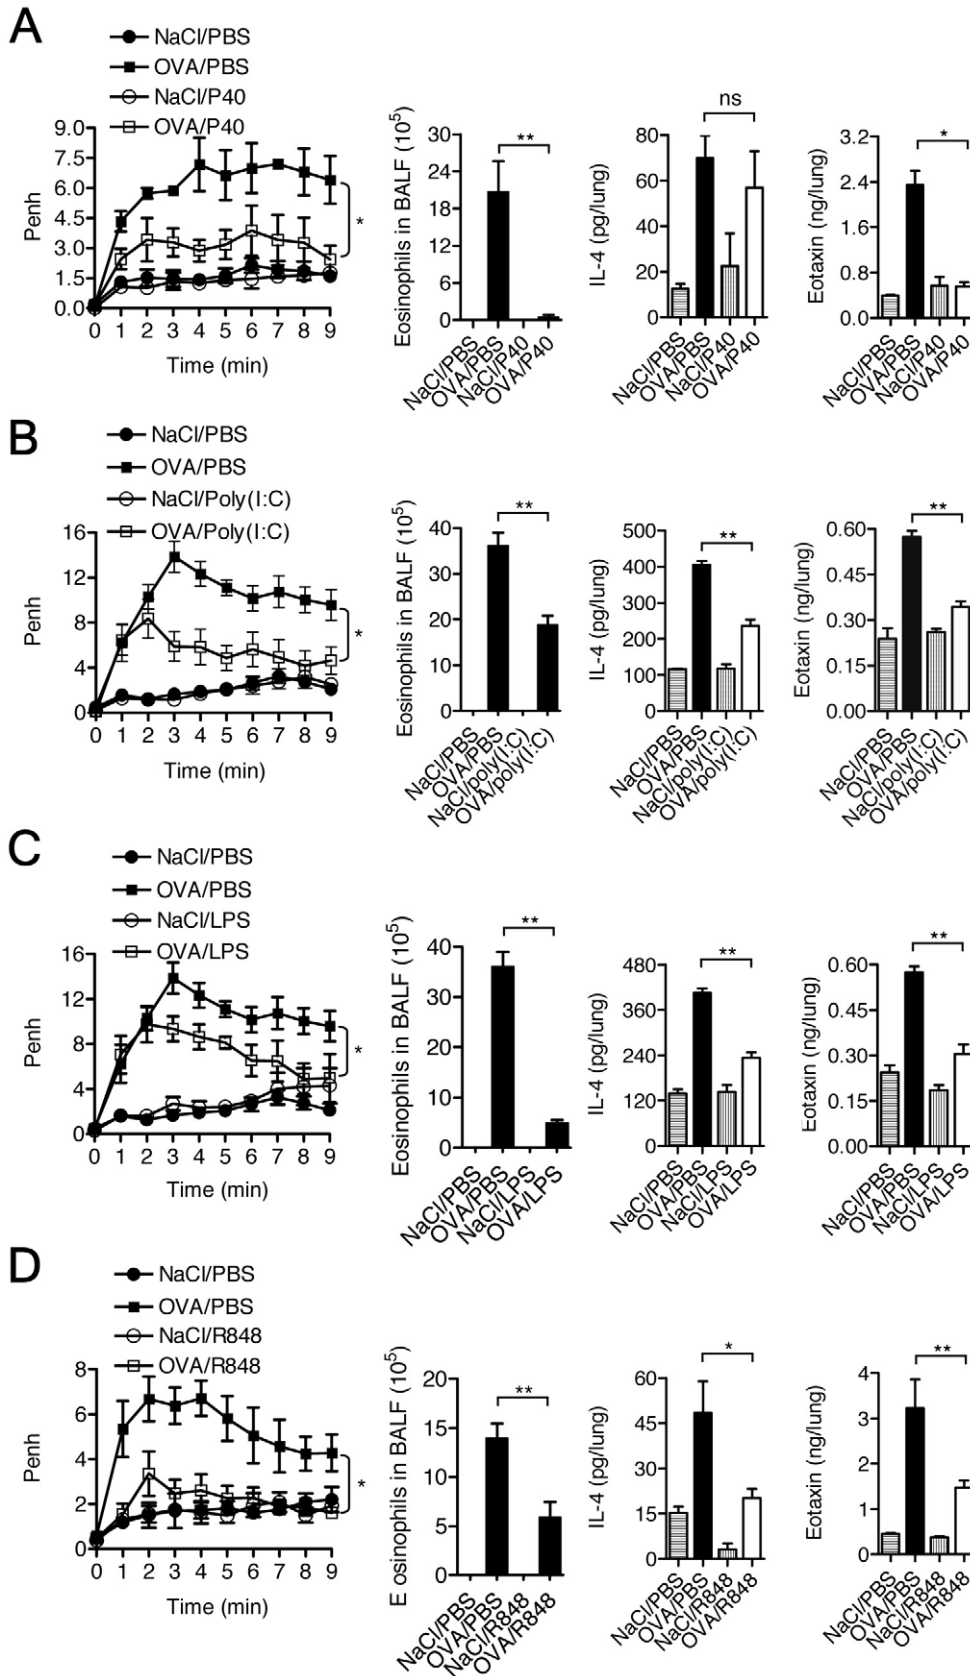 A
NaCl/PBS
OVA/PBS
NaCl/P40
OVA/P40
9.0
7.5
6.0
4.5
3.0
1.5
0.0
Penh
*
0 1 2 3 4 5 6 7 8 9
Time (min)
Eosinophils in BALF (10⁵)
30
24
18
12
6
0
**
NaCl/PBS
OVA/PBS
NaCl/P40
OVA/P40
IL-4 (pg/lung)
80
60
40
20
0
ns
NaCl/PBS
OVA/PBS
NaCl/P40
OVA/P40
Eotaxin (ng/lung)
3.2
2.4
1.6
0.8
0.0
*
NaCl/PBS
OVA/PBS
NaCl/P40
OVA/P40
B
NaCl/PBS
OVA/PBS
NaCl/Poly(I:C)
OVA/Poly(I:C)
16
12
8
4
0
Penh
*
0 1 2 3 4 5 6 7 8 9
Time (min)
Eosinophils in BALF (10⁵)
40
30
20
10
0
**
NaCl/PBS
OVA/PBS
NaCl/poly(I:C)
OVA/poly(I:C)
IL-4 (pg/lung)
500
400
300
200
100
0
**
NaCl/PBS
OVA/PBS
NaCl/poly(I:C)
OVA/poly(I:C)
Eotaxin (ng/lung)
0.60
0.45
0.30
0.15
0.00
**
NaCl/PBS
OVA/PBS
NaCl/poly(I:C)
OVA/poly(I:C)
C
NaCl/PBS
OVA/PBS
NaCl/LPS
OVA/LPS
16
12
8
4
0
Penh
*
0 1 2 3 4 5 6 7 8 9
Time (min)
Eosinophils in BALF (10⁵)
40
30
20
10
0
**
NaCl/PBS
OVA/PBS
NaCl/LPS
OVA/LPS
IL-4 (pg/lung)
480
360
240
120
0
**
NaCl/PBS
OVA/PBS
NaCl/LPS
OVA/LPS
Eotaxin (ng/lung)
0.60
0.45
0.30
0.15
0.00
**
NaCl/PBS
OVA/PBS
NaCl/LPS
OVA/LPS
D
NaCl/PBS
OVA/PBS
NaCl/R848
OVA/R848
8
6
4
2
0
Penh
*
0 1 2 3 4 5 6 7 8 9
Time (min)
E osinophils in BALF (10⁵)
20
15
10
5
0
**
NaCl/PBS
OVA/PBS
NaCl/R848
OVA/R848
IL-4 (pg/lung)
60
45
30
15
0
*
NaCl/PBS
OVA/PBS
NaCl/R848
OVA/R848
Eotaxin (ng/lung)
4
3
2
1
0
**
NaCl/PBS
OVA/PBS
NaCl/R848
OVA/R848